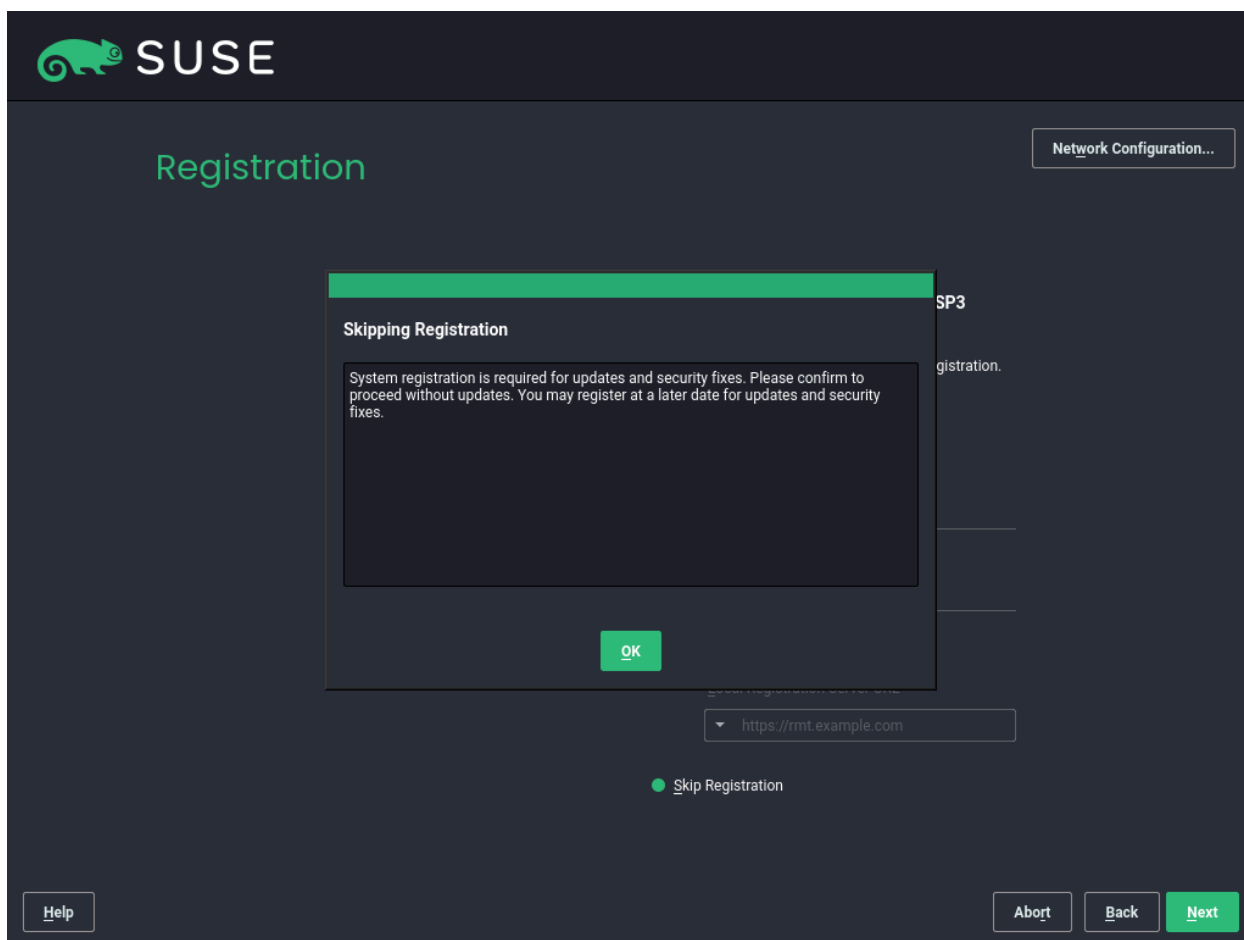 SUSE
Registration
Network Configuration...
SP3
Skipping Registration
gistration.
System registration is required for updates and security fixes. Please confirm to
proceed without updates. You may register at a later date for updates and security
fixes.
OK
https://rmt.example.com
Skip Registration
Help
Abort
Back
Next